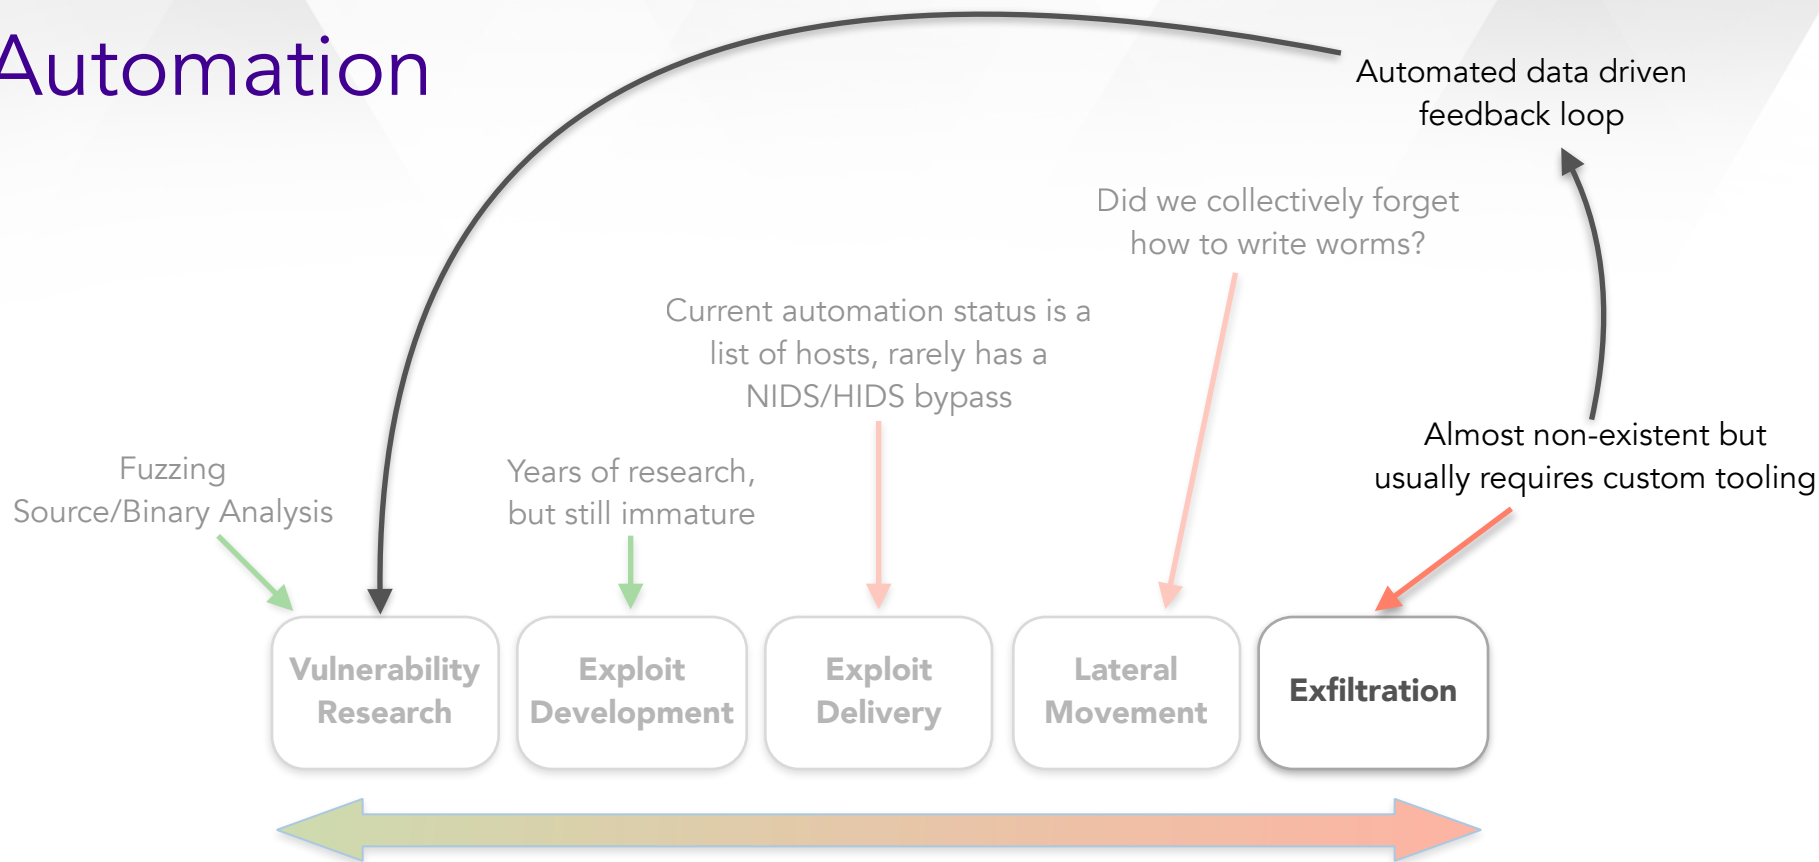 Automation
Automated data driven
feedback loop
Did we collectively forget
how to write worms?
Current automation status is a
list of hosts, rarely has a
NIDS/HIDS bypass
Almost non-existent but
usually requires custom tooling
Fuzzing
Source/Binary Analysis
Years of research,
but still immature
Vulnerability
Research
Exploit
Development
Exploit
Delivery
Lateral
Movement
Exfiltration